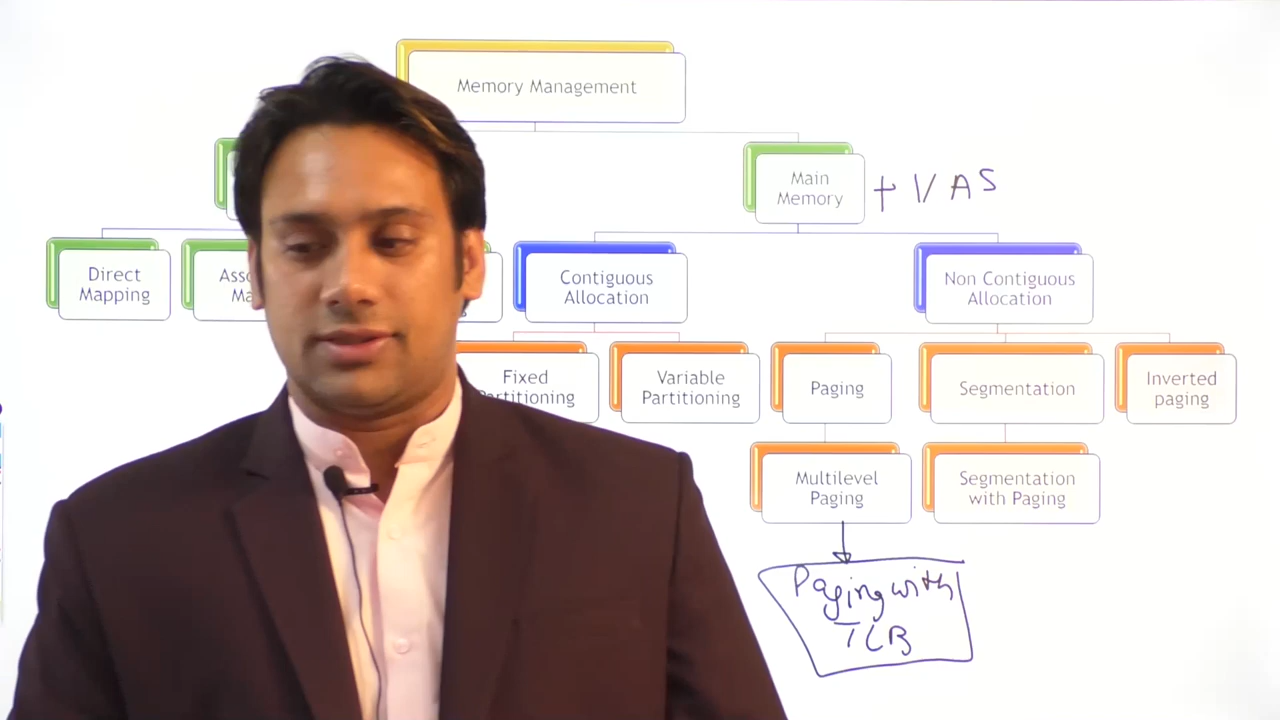 Memory Management
Main
Memory
+ VAS
Direct
Mapping
Contiguous
Allocation
Non Contiguous
Allocation
Fixed
Variable
Partitioning
Paging
Segmentation
Inverted
paging
Multilevel
Paging
Segmentation
with Paging
Paging with
TLB